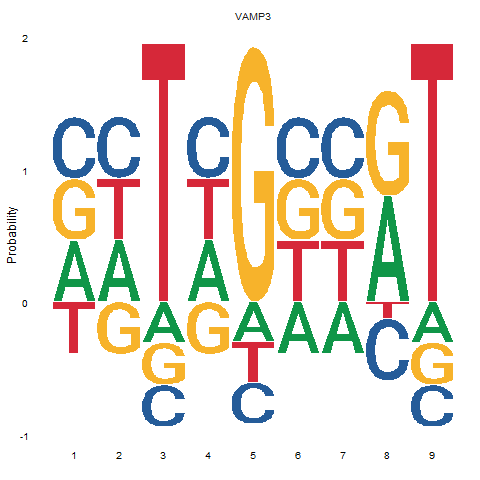 VAMP3
2
1
0
-1
Probability
C C T C G C C G T
G T T G G A
A A A T T
T G A G A A A T A
G T C G
C C C
1 2 3 4 5 6 7 8 9